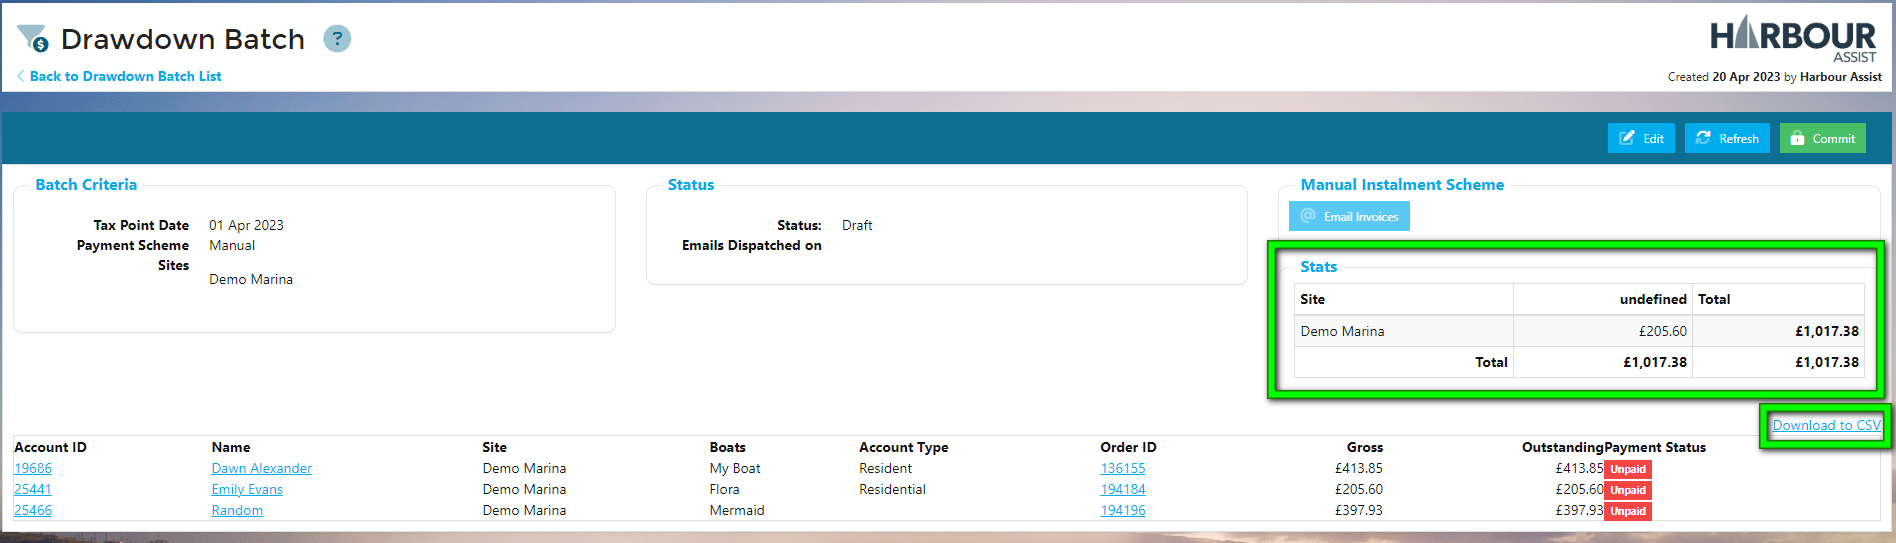 Drawdown Batch ?
HARBOUR
ASSIST
Back to Drawdown Batch List
Created 20 Apr 2023 by Harbour Assist
Edit Refresh Commit
Batch Criteria
Tax Point Date 01 Apr 2023
Payment Scheme Manual
Sites
Demo Marina
Status
Status: Draft
Emails Dispatched on
Manual Instalment Scheme
@ Email Invoices
Stats
Site undefined Total
Demo Marina £205.60 £1,017.38
Total £1,017.38 £1,017.38
Download to CSV
Account ID Name Site Boats Account Type Order ID Gross Outstanding Payment Status
19686 Dawn Alexander Demo Marina My Boat Resident 136155 £413.85 £413.85 Unpaid
25441 Emily Evans Demo Marina Flora Residential 194184 £205.60 £205.60 Unpaid
25466 Random Demo Marina Mermaid 194196 £397.93 £397.93 Unpaid